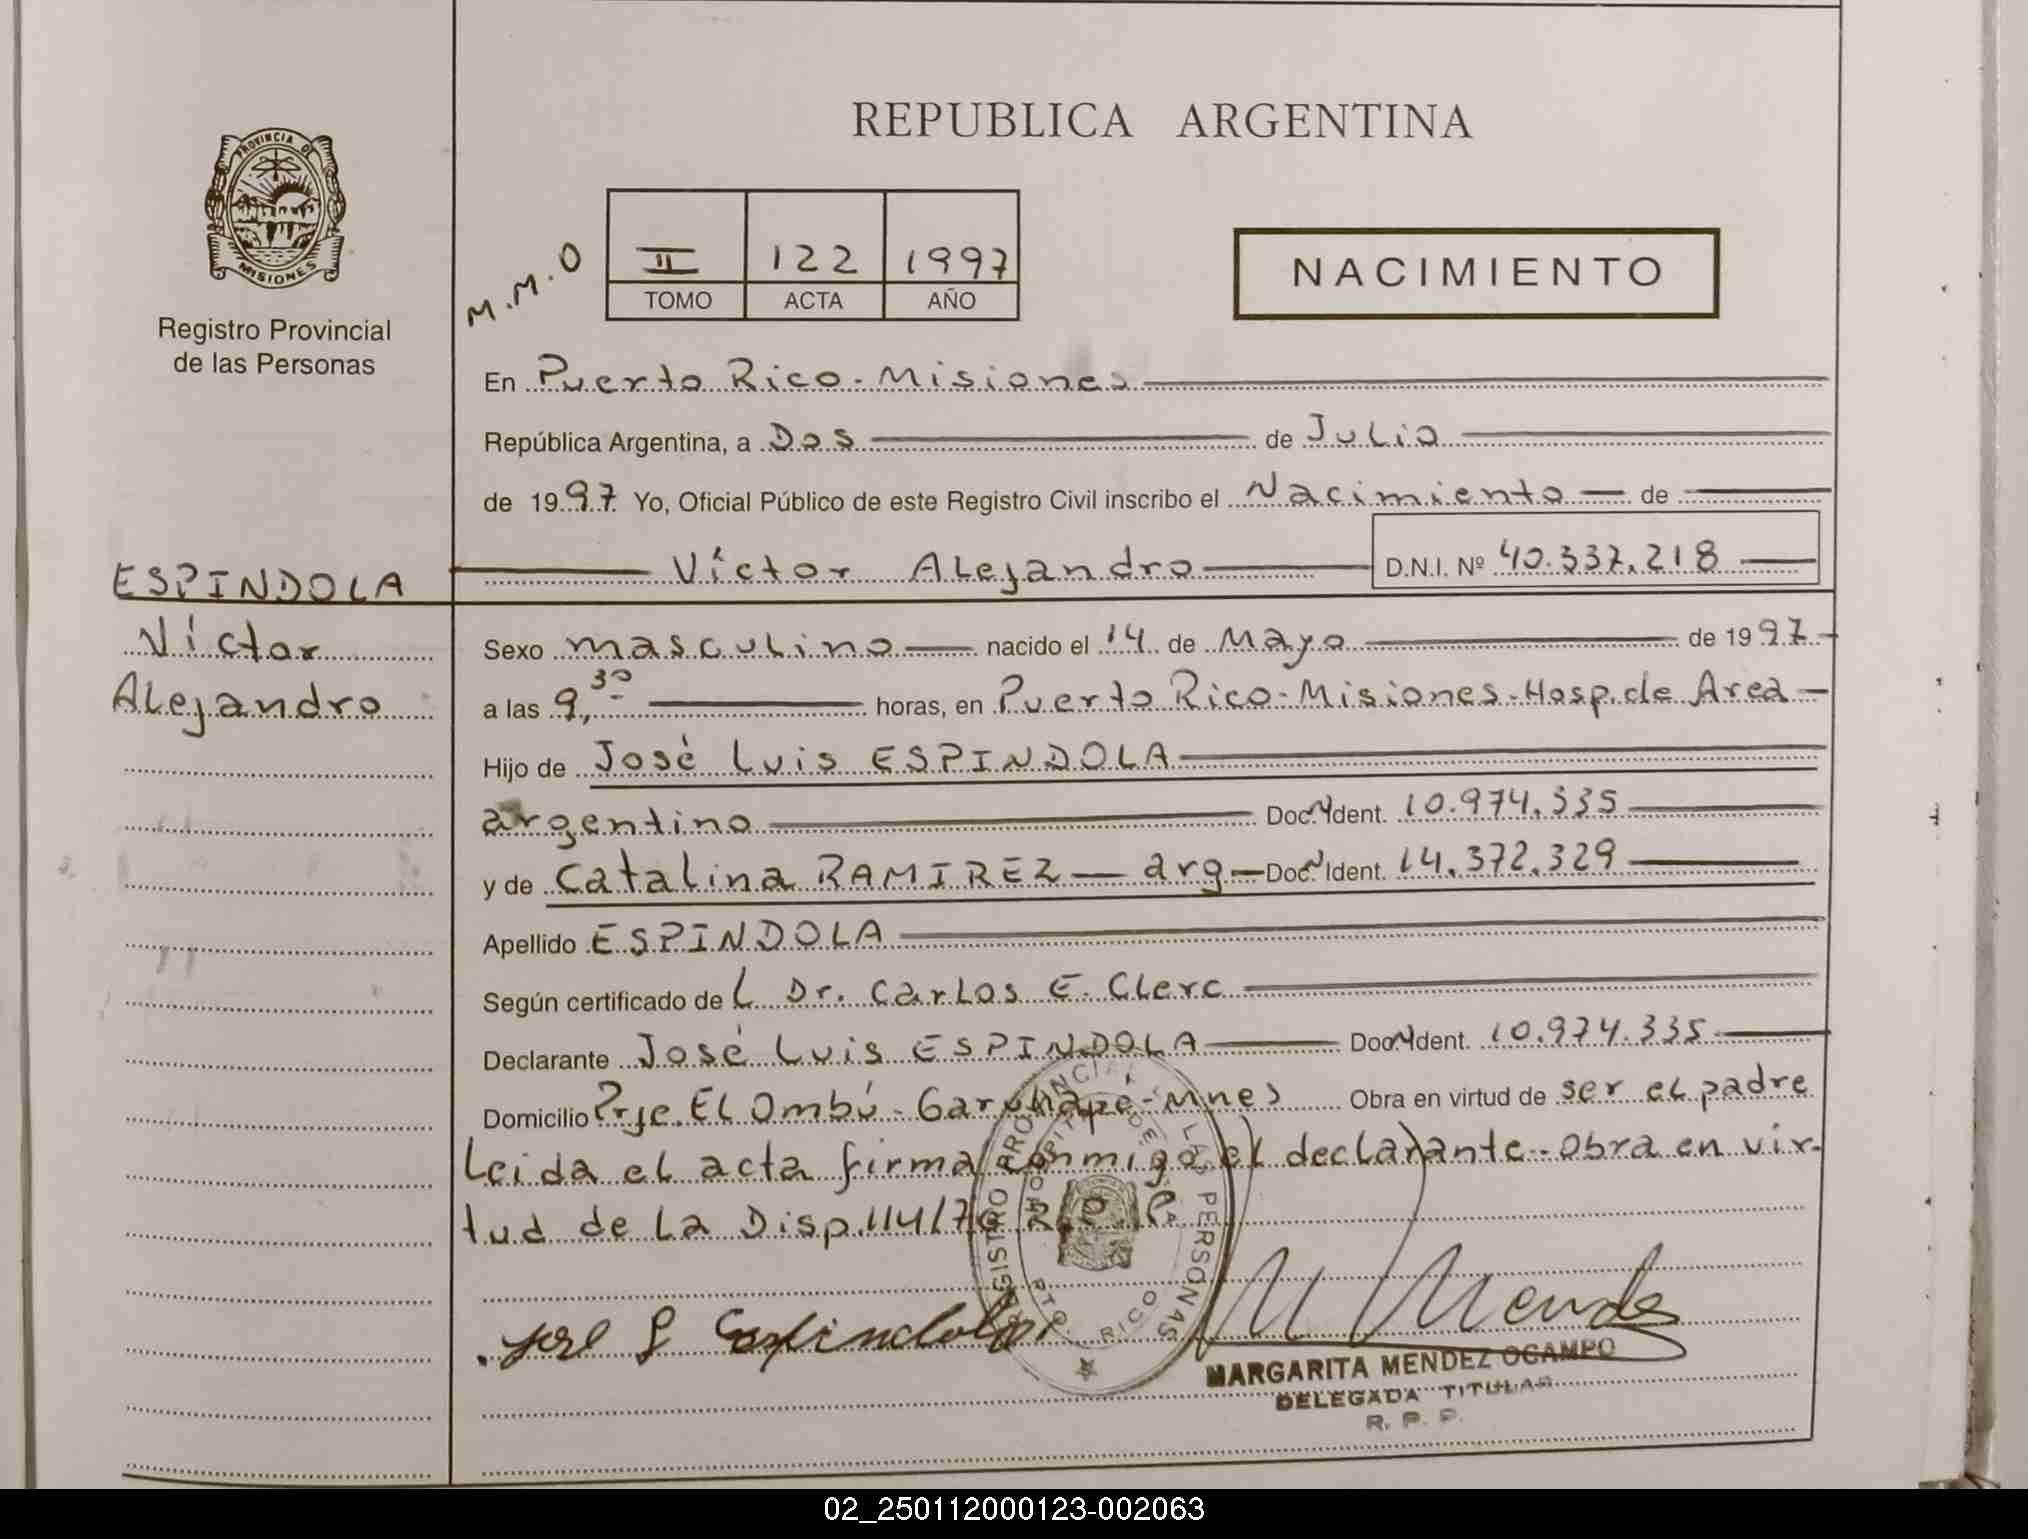 REPUBLICA ARGENTINA
PROVINCIA DE
MISIONES
Registro Provincial
de las Personas
M.M.O
II 122 1997
TOMO ACTA AÑO
NACIMIENTO
En Puerto Rico - Misiones
República Argentina, a Dos de Julio
de 1997 Yo, Oficial Público de este Registro Civil inscribo el Nacimiento de
Víctor Alejandro D.N.I. Nº 40.337.218
ESPINDOLA
Víctor
Alejandro
Sexo masculino nacido el 14 de Mayo de 1997
a las 9,30 horas, en Puerto Rico - Misiones - Hosp. de Area
Hijo de José Luis ESPINDOLA
argentino Doc. Ident. 10.974.335
y de Catalina RAMIREZ - arg - Doc. Ident. 14.372.329
Apellido ESPINDOLA
Según certificado del Dr. Carlos E. Clerc
Declarante José Luis ESPINDOLA Doc. Ident. 10.974.335
Domicilio Prje. El Ombú - Garuhape - Mnes Obra en virtud de ser el padre
Leida el acta firma conmigo el declarante - Obra en vir-
tud de la Disp. 114/76 R.P.P.
REGISTRO PROVINCIAL DE LAS PERSONAS
PTO. RICO
Jose L Espindola
M Mendez
MARGARITA MENDEZ OCAMPO
DELEGADA TITULAR
R. P. P.
02_250112000123-002063